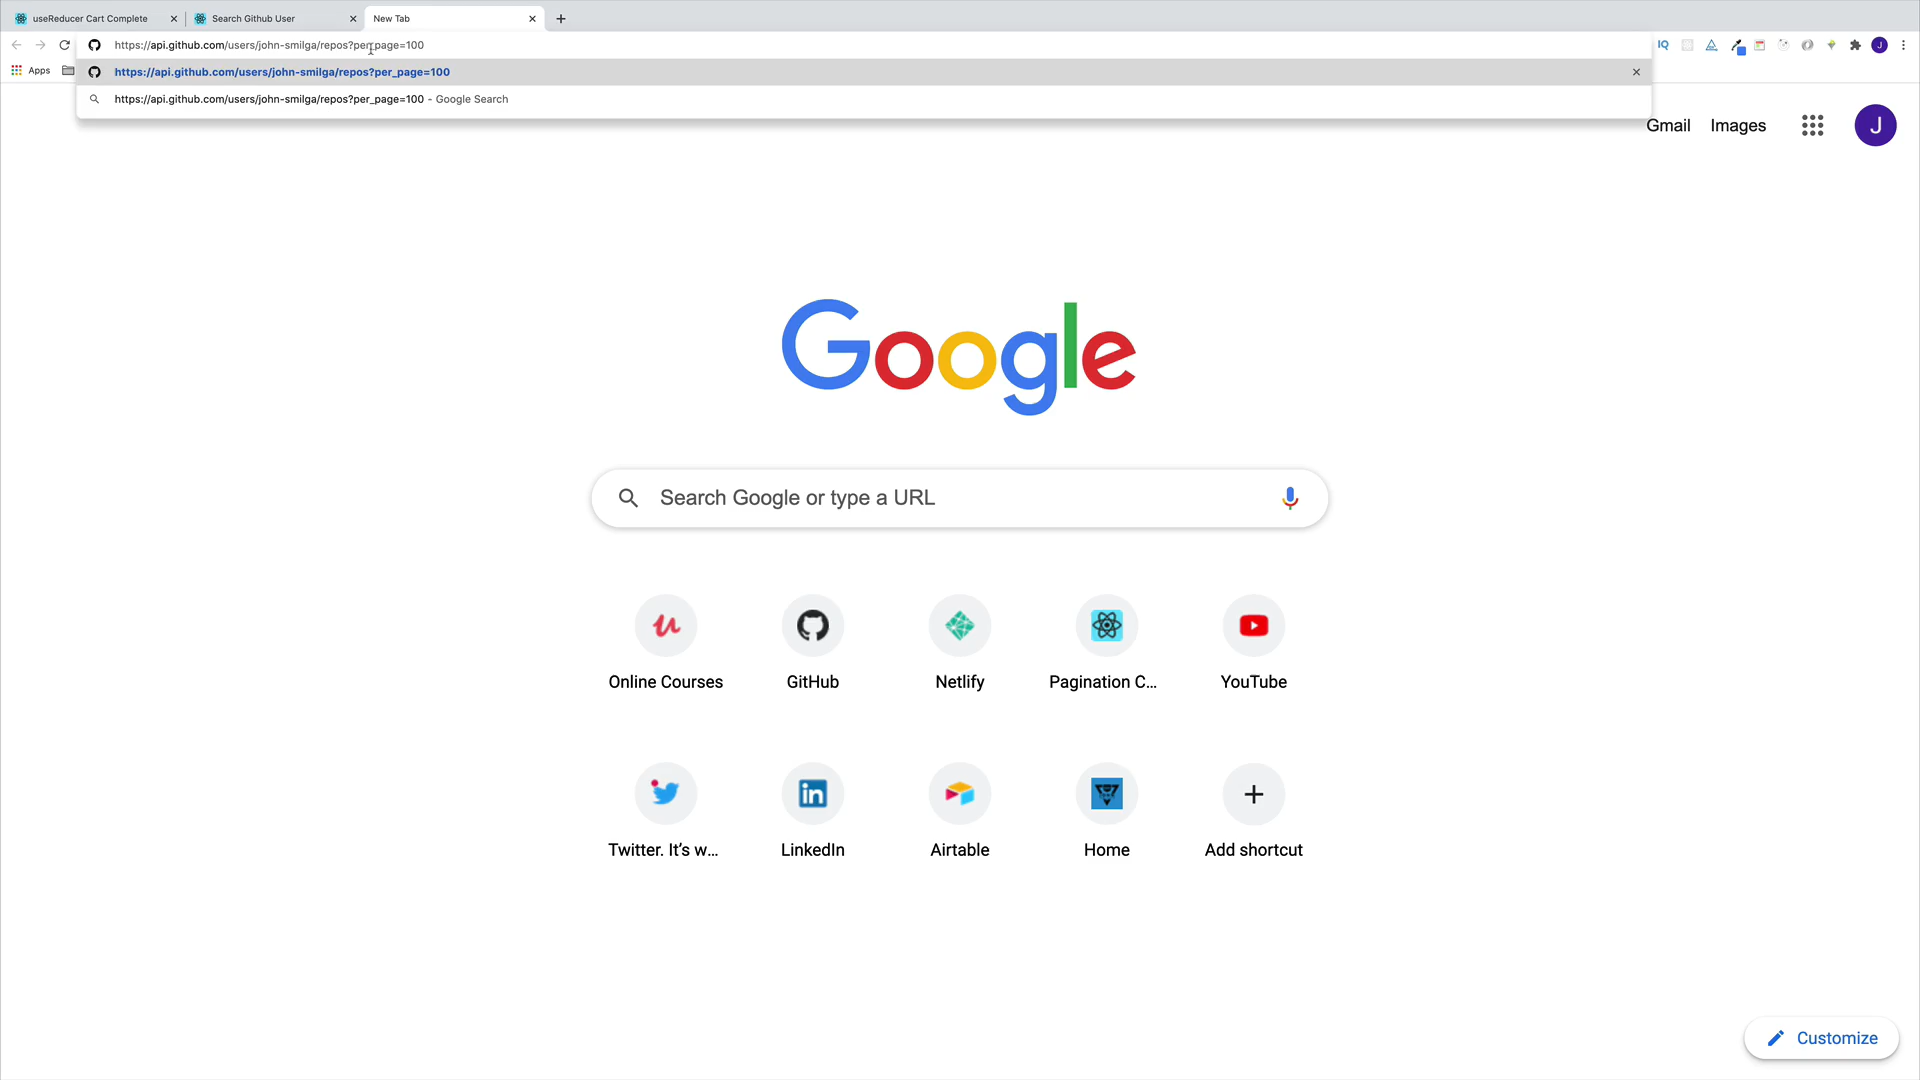 useReducer Cart Complete
Search Github User
New Tab
https://api.github.com/users/john-smilga/repos?per_page=100
IQ
J
Apps
https://api.github.com/users/john-smilga/repos?per_page=100
https://api.github.com/users/john-smilga/repos?per_page=100 - Google Search
Gmail Images J
Google
Search Google or type a URL
Online Courses GitHub Netlify Pagination C... YouTube
Twitter. It's w... LinkedIn Airtable Home Add shortcut
Customize